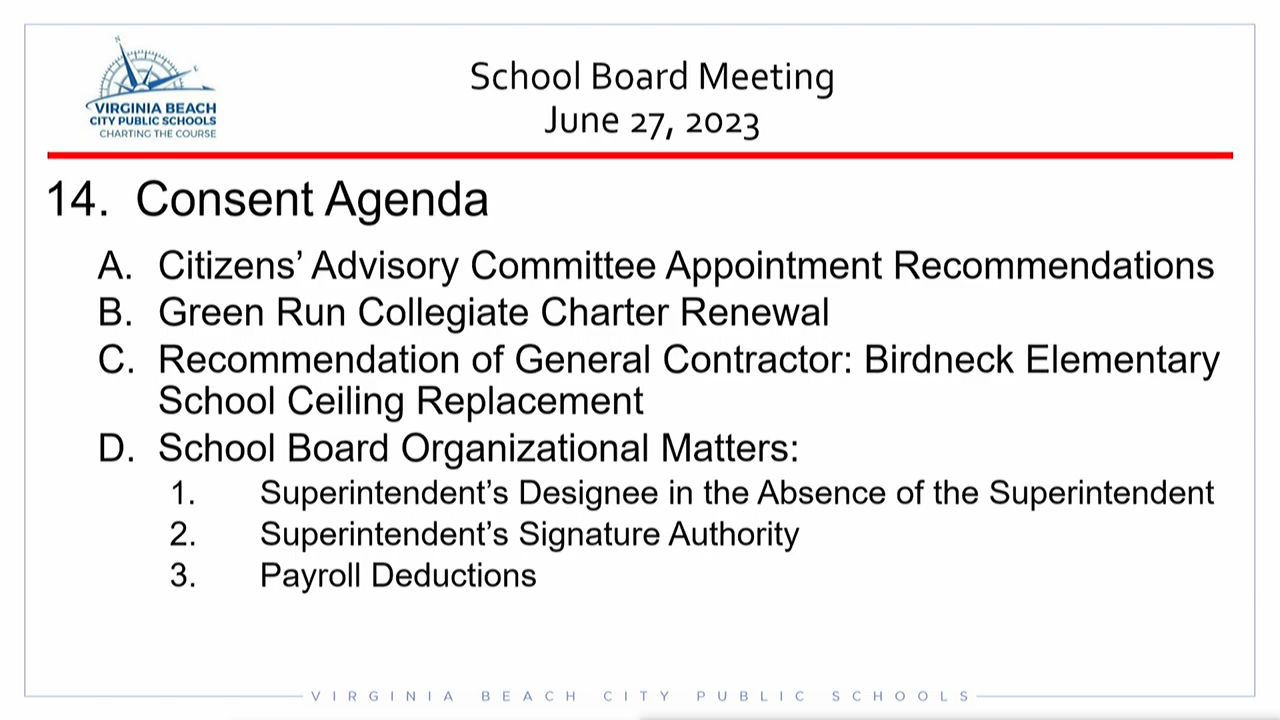 N
E
VIRGINIA BEACH
CITY PUBLIC SCHOOLS
CHARTING THE COURSE
School Board Meeting
June 27, 2023
14. Consent Agenda
A. Citizens’ Advisory Committee Appointment Recommendations
B. Green Run Collegiate Charter Renewal
C. Recommendation of General Contractor: Birdneck Elementary
School Ceiling Replacement
D. School Board Organizational Matters:
1. Superintendent’s Designee in the Absence of the Superintendent
2. Superintendent’s Signature Authority
3. Payroll Deductions
VIRGINIA BEACH CITY PUBLIC SCHOOLS